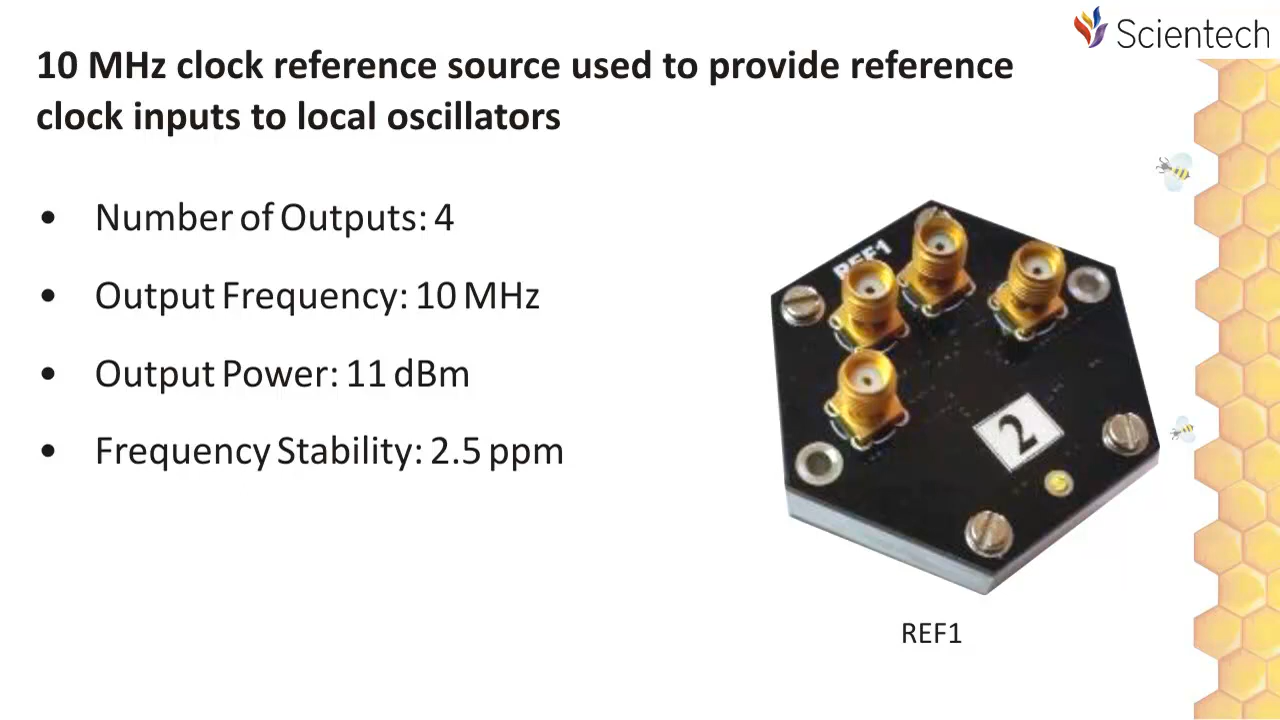 Scientech
10 MHz clock reference source used to provide reference
clock inputs to local oscillators
• Number of Outputs: 4
• Output Frequency: 10 MHz
• Output Power: 11 dBm
• Frequency Stability: 2.5 ppm
REF1
2
REF1